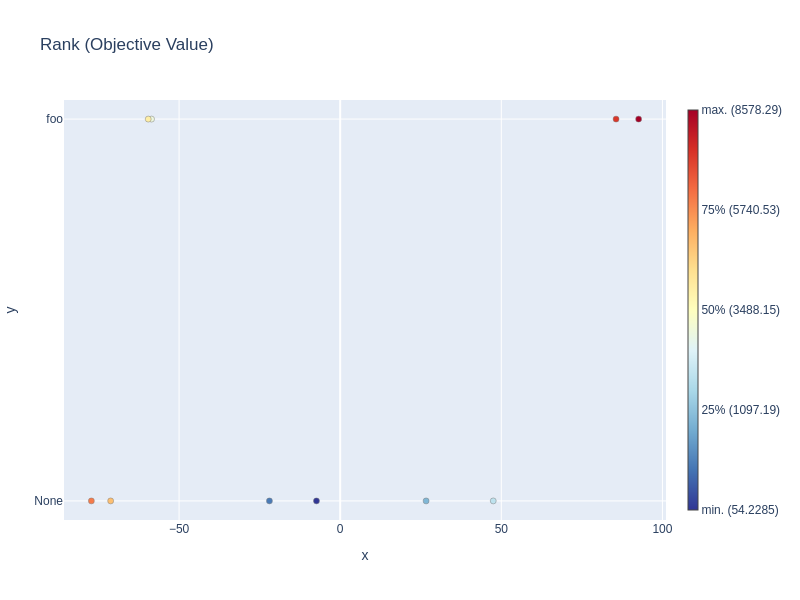 Rank (Objective Value)
foo
None
y
−50
0
50
100
x
max. (8578.29)
75% (5740.53)
50% (3488.15)
25% (1097.19)
min. (54.2285)